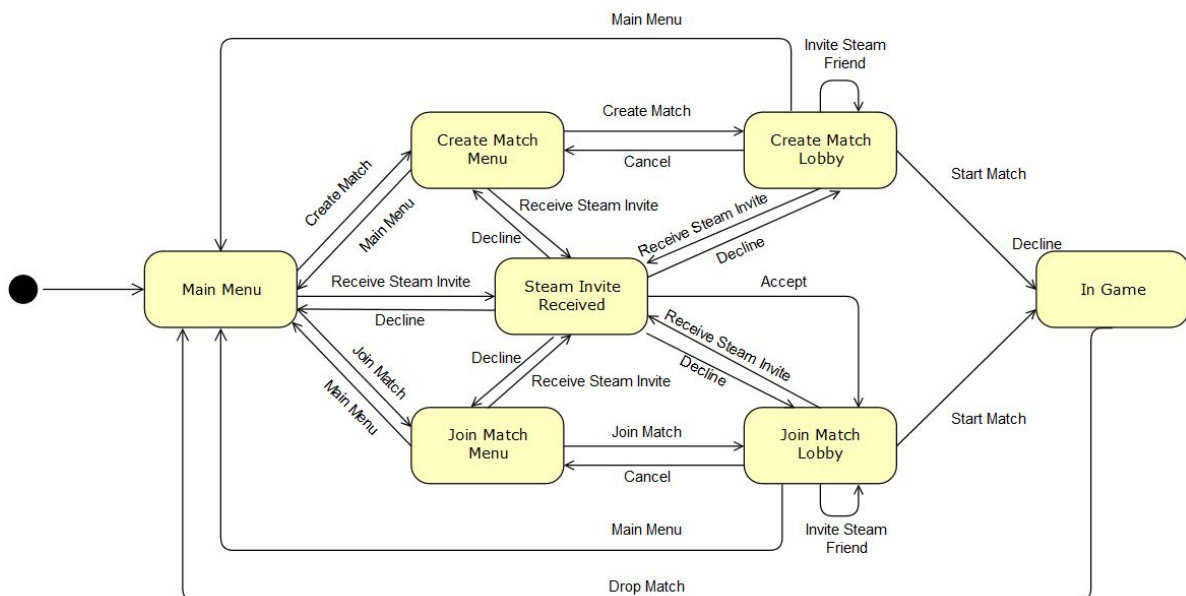 Main Menu
Invite Steam
Friend
Create Match
Create Match
Menu
Create Match
Lobby
Cancel
Start Match
Create Match
Main Menu
Receive Steam Invite
Decline
Receive Steam Invite
Decline
Decline
Main Menu
Receive Steam Invite
Decline
Steam Invite
Received
Accept
In Game
Join Match
Main Menu
Decline
Receive Steam Invite
Receive Steam Invite
Decline
Join Match
Menu
Join Match
Cancel
Join Match
Lobby
Start Match
Main Menu
Invite Steam
Friend
Drop Match